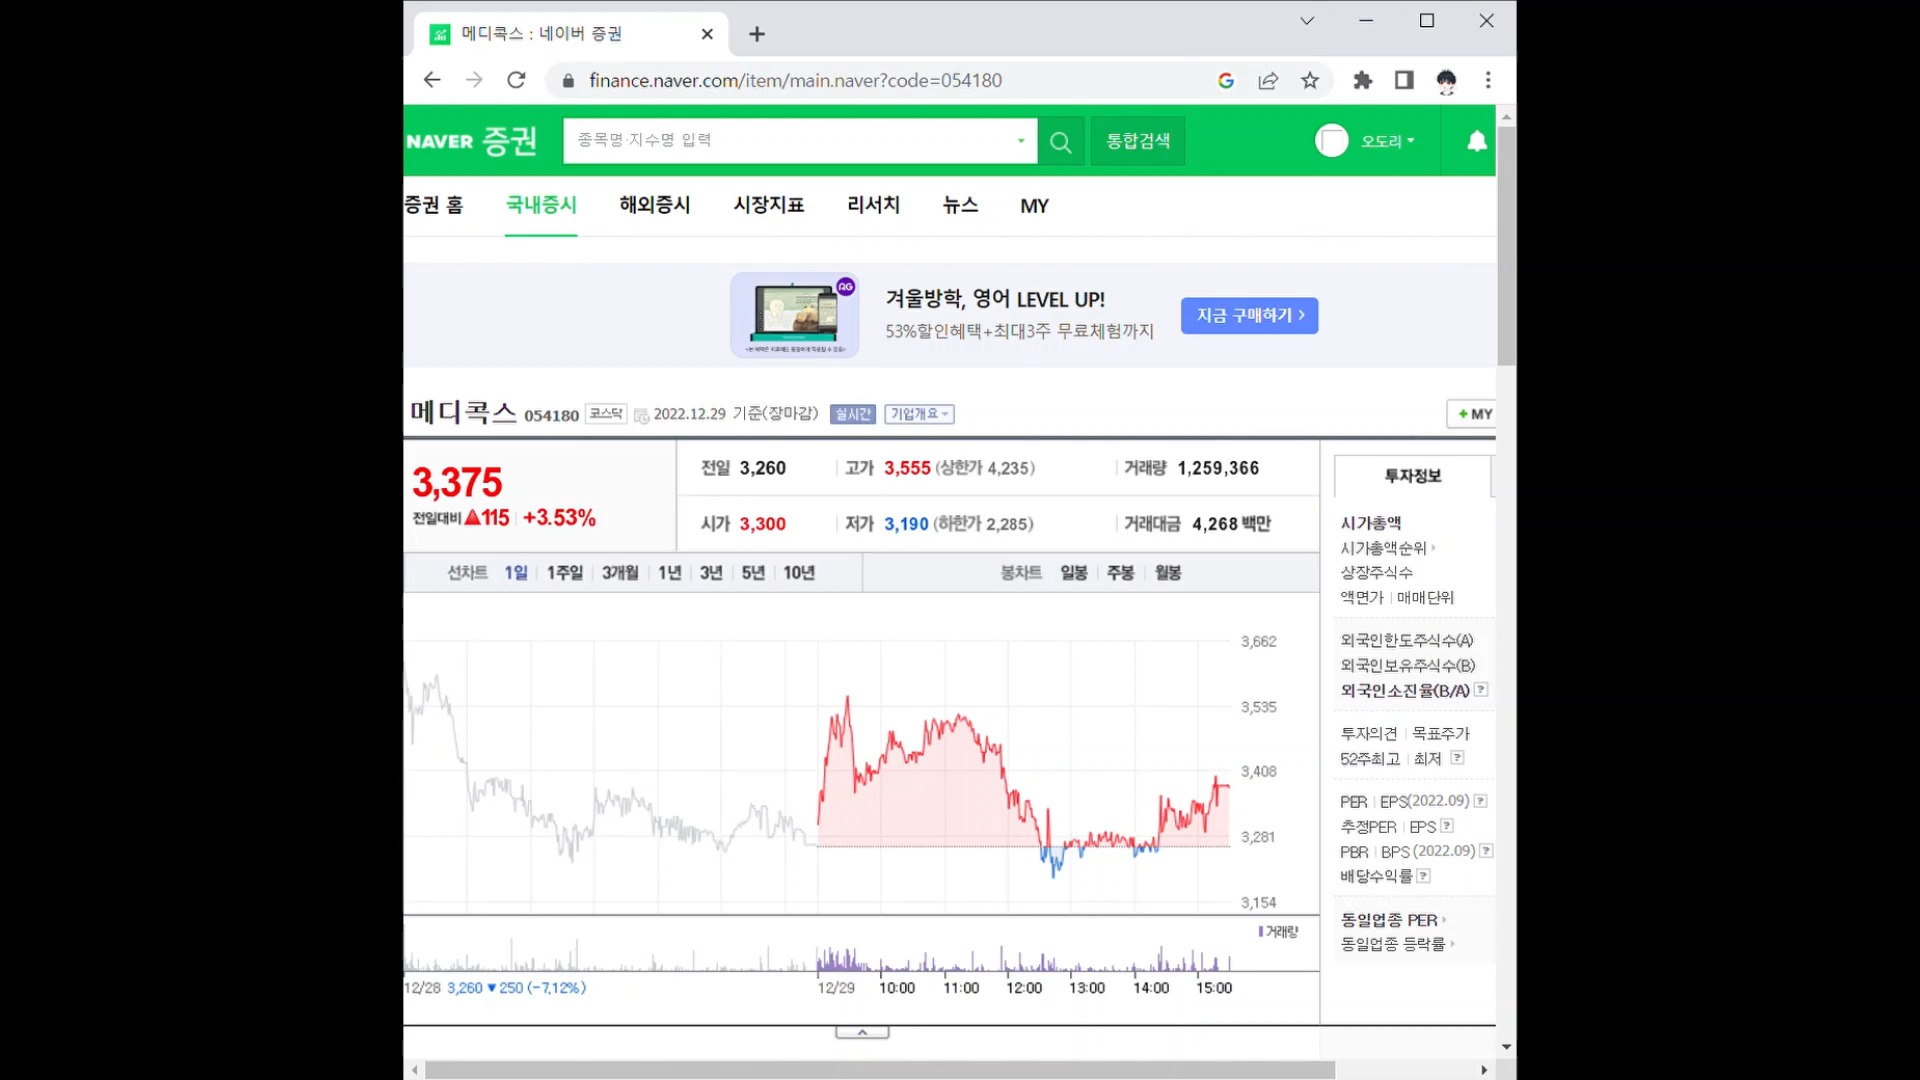 메디콕스 : 네이버 증권
finance.naver.com/item/main.naver?code=054180
NAVER 증권 종목명·지수명 입력 통합검색 오도리
증권 홈 국내증시 해외증시 시장지표 리서치 뉴스 MY
겨울방학, 영어 LEVEL UP!
53%할인혜택+최대3주 무료체험까지
지금 구매하기 >
메디콕스 054180 코스닥 2022.12.29 기준(장마감) 실시간 기업개요 + MY
3,375
전일대비 ▲115 +3.53%
전일 3,260 고가 3,555 (상한가 4,235) 거래량 1,259,366
시가 3,300 저가 3,190 (하한가 2,285) 거래대금 4,268 백만
선차트 1일 1주일 3개월 1년 3년 5년 10년 봉차트 일봉 주봉 월봉
3,662
3,535
3,408
3,281
3,154
거래량
12/28 3,260 ▼250 (-7,12%) 12/29 10:00 11:00 12:00 13:00 14:00 15:00
투자정보
시가총액
시가총액순위
상장주식수
액면가 | 매매단위
외국인한도주식수(A)
외국인보유주식수(B)
외국인소진율(B/A) ?
투자의견 | 목표주가
52주최고 | 최저 ?
PER | EPS(2022.09) ?
추정PER | EPS ?
PBR | BPS (2022.09) ?
배당수익률 ?
동일업종 PER
동일업종 등락률